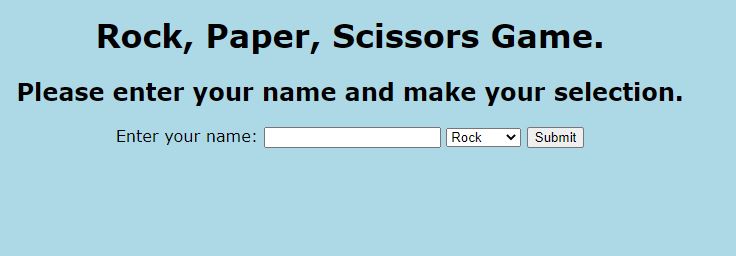 Rock, Paper, Scissors Game.
Please enter your name and make your selection.
Enter your name: Rock Submit